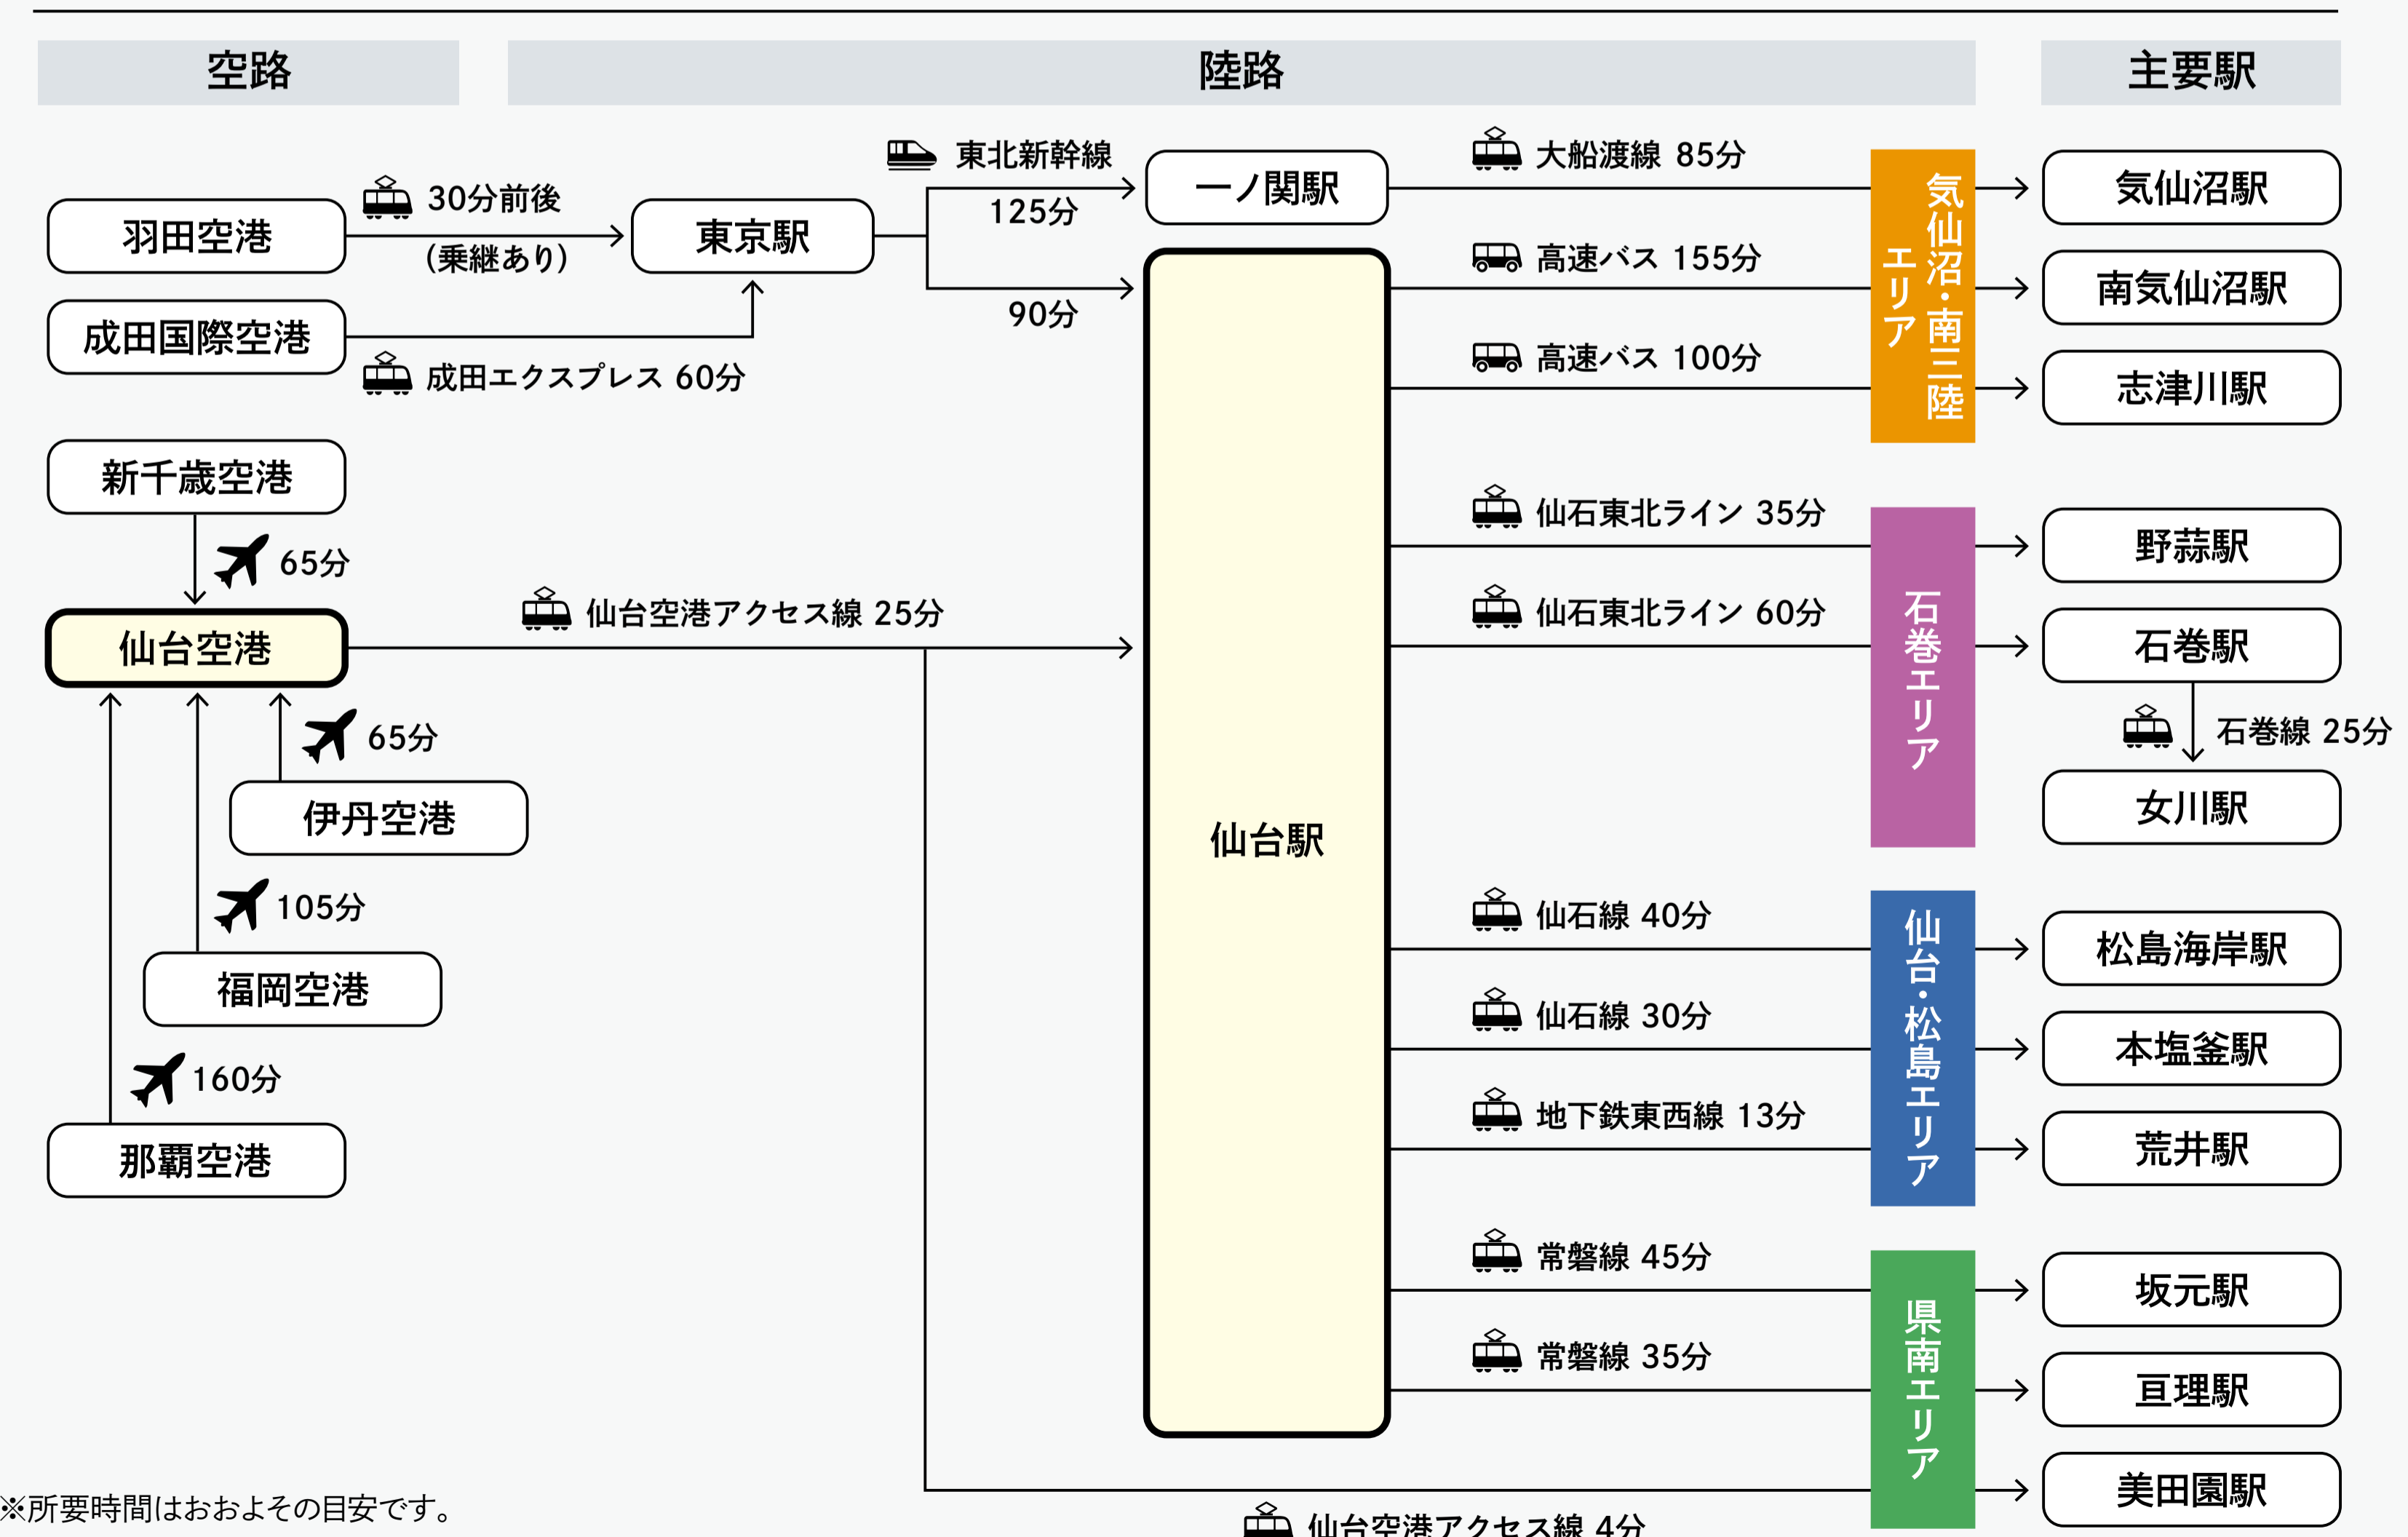 空路
陸路
主要駅
羽田空港
30分前後
(乗継あり)
東京駅
成田国際空港
成田エクスプレス 60分
東北新幹線
125分
90分
一ノ関駅
大船渡線 85分
高速バス 155分
高速バス 100分
気仙沼・南三陸
エリア
気仙沼駅
南気仙沼駅
志津川駅
新千歳空港
65分
仙台空港
仙台空港アクセス線 25分
65分
伊丹空港
105分
福岡空港
160分
那覇空港
仙台駅
仙石東北ライン 35分
仙石東北ライン 60分
石巻エリア
野蒜駅
石巻駅
石巻線 25分
女川駅
仙石線 40分
仙石線 30分
地下鉄東西線 13分
仙台・松島エリア
松島海岸駅
本塩釜駅
荒井駅
常磐線 45分
常磐線 35分
県南エリア
坂元駅
亘理駅
美田園駅
仙台空港アクセス線 4分
※所要時間はおおよその目安です。